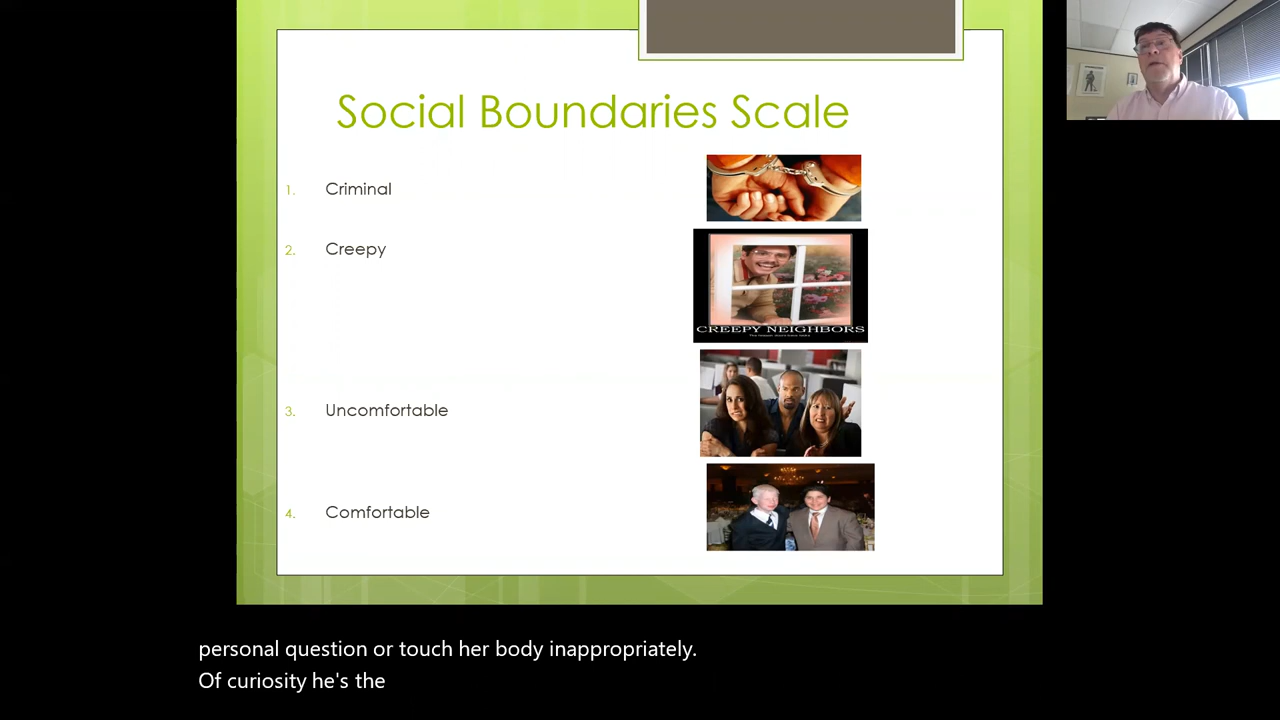 Social Boundaries Scale
1. Criminal
2. Creepy
CREEPY NEIGHBORS
3. Uncomfortable
4. Comfortable
personal question or touch her body inappropriately.
Of curiosity he's the